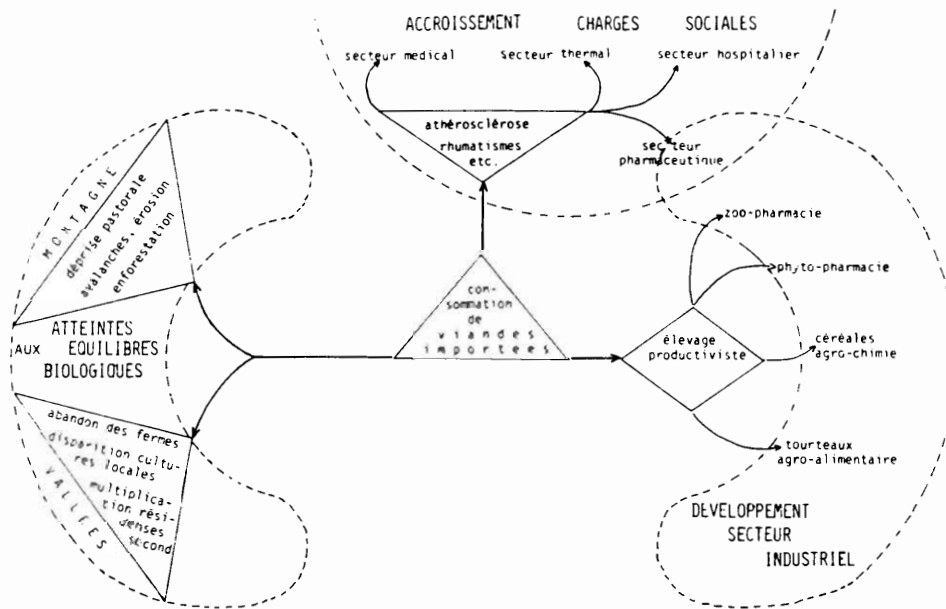 ACCROISSEMENT CHARGES SOCIALES
secteur medical
secteur thermal
secteur hospitalier
athérosclérose
rhumatismes
etc.
secteur
pharmaceutique
MONTAGNE
déprise pastorale
avalanches, érosion
enforestation
ATTEINTES
AUX EQUILIBRES
BIOLOGIQUES
abandon des fermes
disparition cultu-
res locales
multiplica-
tion rési-
denses
second
VALLÉES
con-
sommation
de
viandes
importées
zoo-pharmacie
phyto-pharmacie
élevage
productiviste
céréales
agro-chimie
tourteaux
agro-alimentaire
DEVELOPPEMENT
SECTEUR
INDUSTRIEL